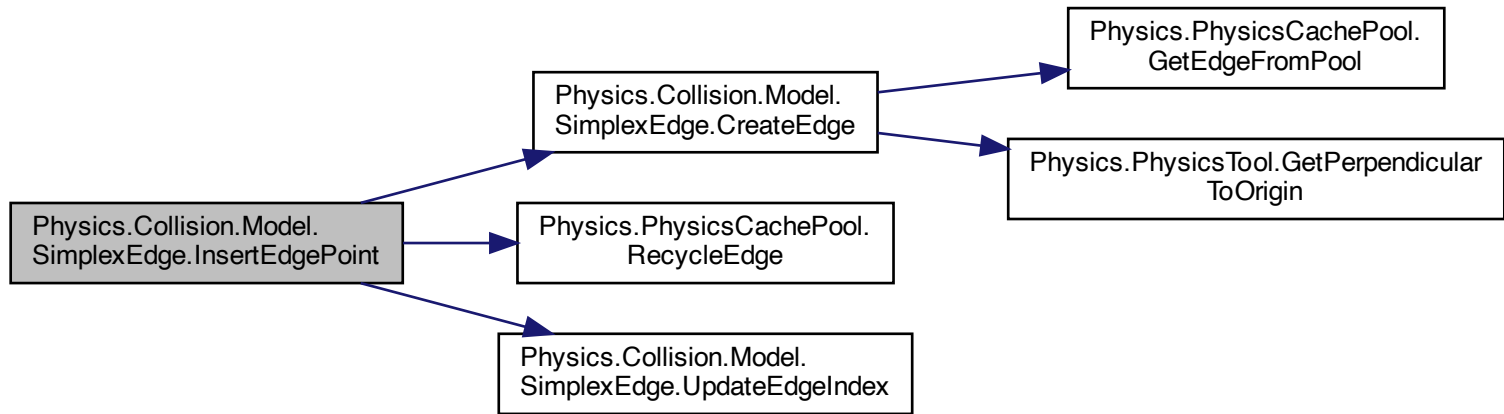 Physics.Collision.Model.
SimplexEdge.InsertEdgePoint
Physics.Collision.Model.
SimplexEdge.CreateEdge
Physics.PhysicsCachePool.
GetEdgeFromPool
Physics.PhysicsTool.GetPerpendicular
ToOrigin
Physics.PhysicsCachePool.
RecycleEdge
Physics.Collision.Model.
SimplexEdge.UpdateEdgeIndex